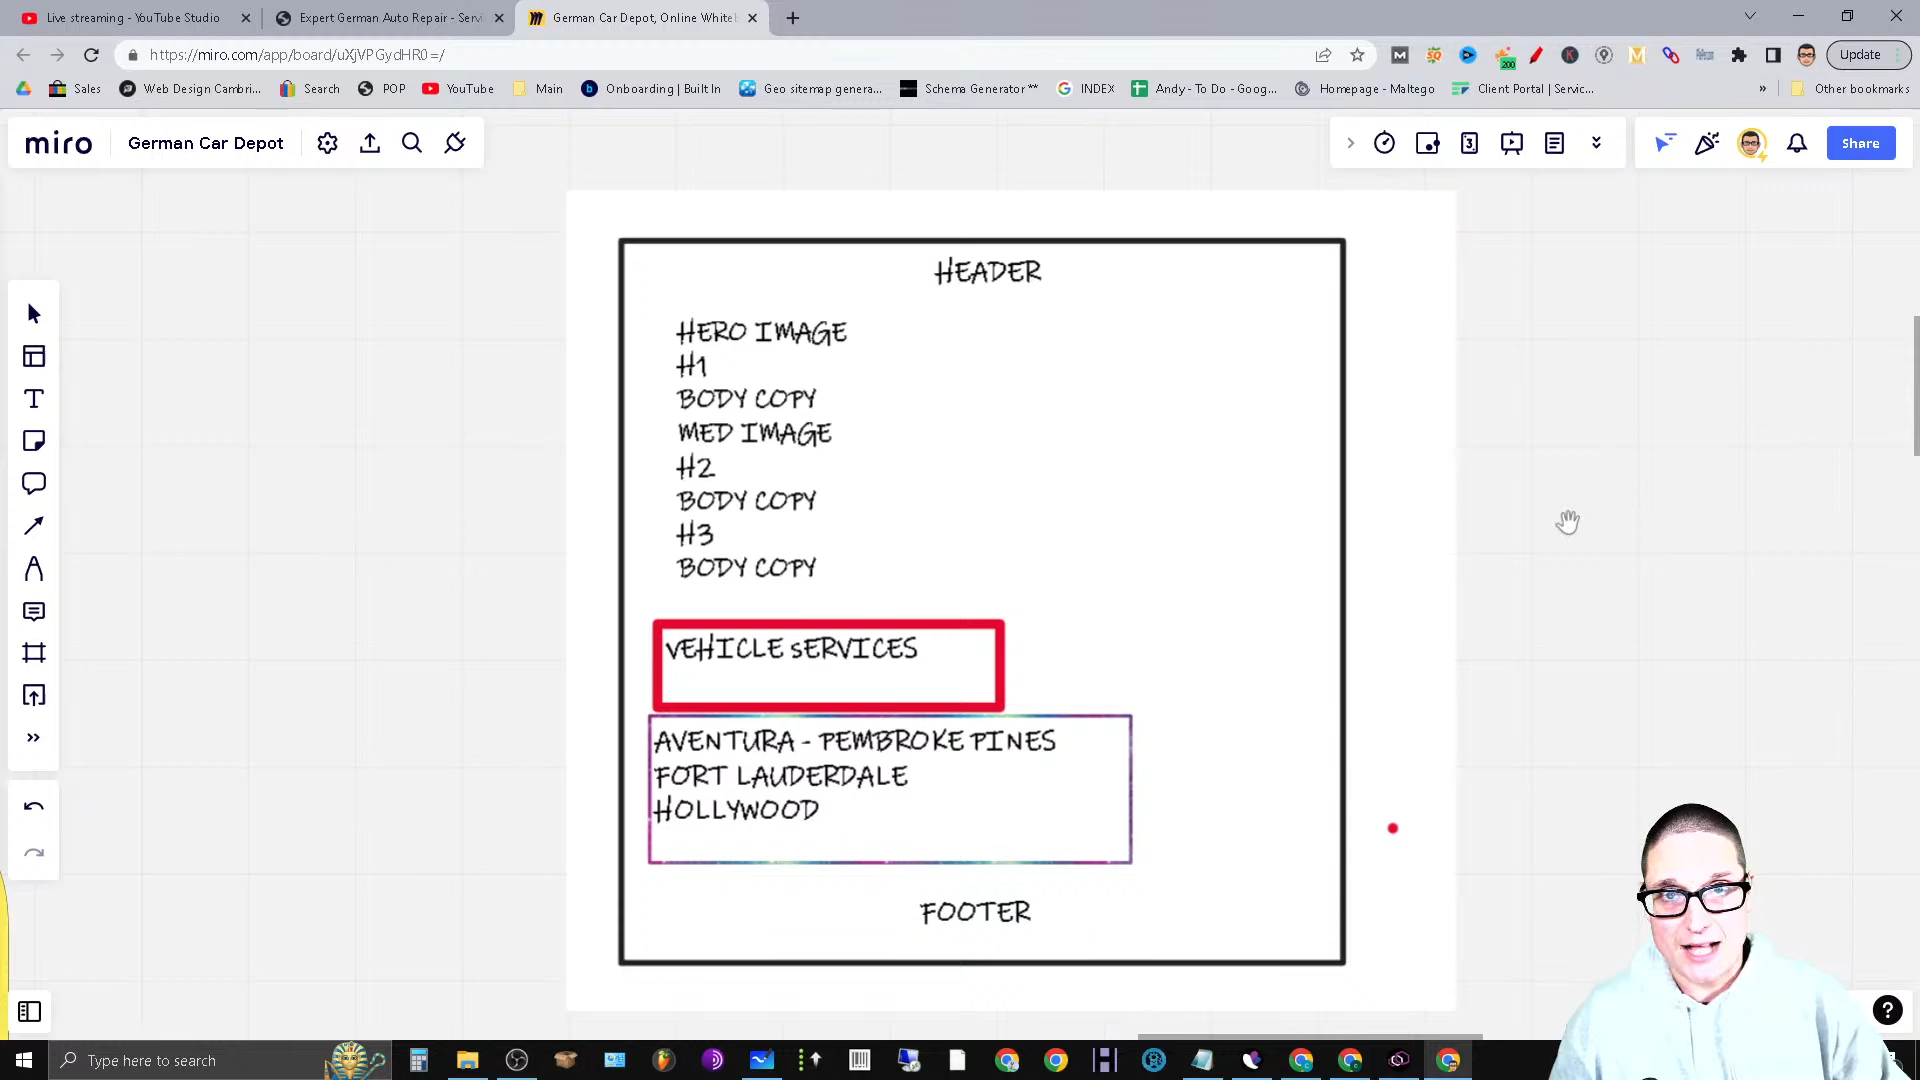 Live streaming - YouTube Studio
Expert German Auto Repair - Servi
German Car Depot, Online Whiteb
https://miro.com/app/board/uXjVPGydHR0=/
Update
Sales
Web Design Cambri...
Search
POP
YouTube
Main
Onboarding | Built In
Geo sitemap genera...
Schema Generator **
INDEX
Andy - To Do - Goog...
Homepage - Maltego
Client Portal | Servic...
»
Other bookmarks
miro
German Car Depot
Share
HEADER
HERO IMAGE
H1
BODY COPY
MED IMAGE
H2
BODY COPY
H3
BODY COPY
VEHICLE sERVICES
AVENTURA - PEMBROKE PINES
FORT LAUDERDALE
HOLLYWOOD
FOOTER
Type here to search